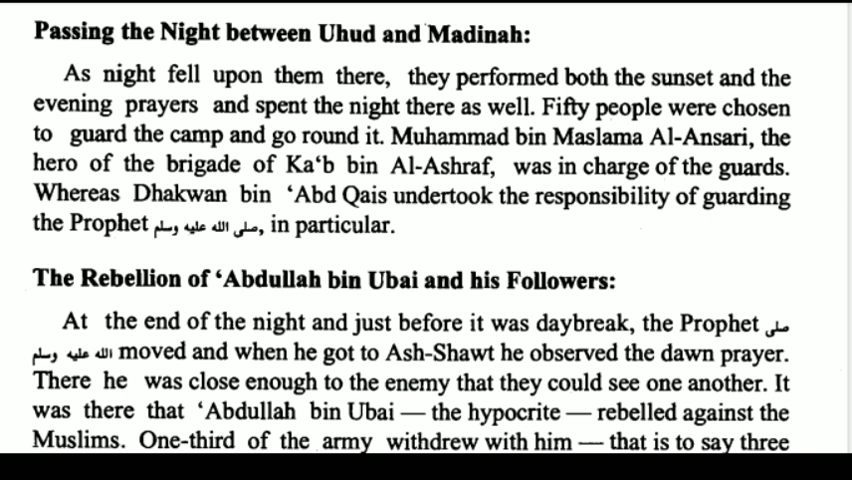 Passing the Night between Uhud and Madinah:
As night fell upon them there, they performed both the sunset and the
evening prayers and spent the night there as well. Fifty people were chosen
to guard the camp and go round it. Muhammad bin Maslama Al-Ansari, the
hero of the brigade of Ka‘b bin Al-Ashraf, was in charge of the guards.
Whereas Dhakwan bin ‘Abd Qais undertook the responsibility of guarding
the Prophet صلى الله عليه وسلم, in particular.
The Rebellion of ‘Abdullah bin Ubai and his Followers:
At the end of the night and just before it was daybreak, the Prophet صلى
الله عليه وسلم moved and when he got to Ash-Shawt he observed the dawn prayer.
There he was close enough to the enemy that they could see one another. It
was there that ‘Abdullah bin Ubai — the hypocrite — rebelled against the
Muslims. One-third of the army withdrew with him — that is to say three